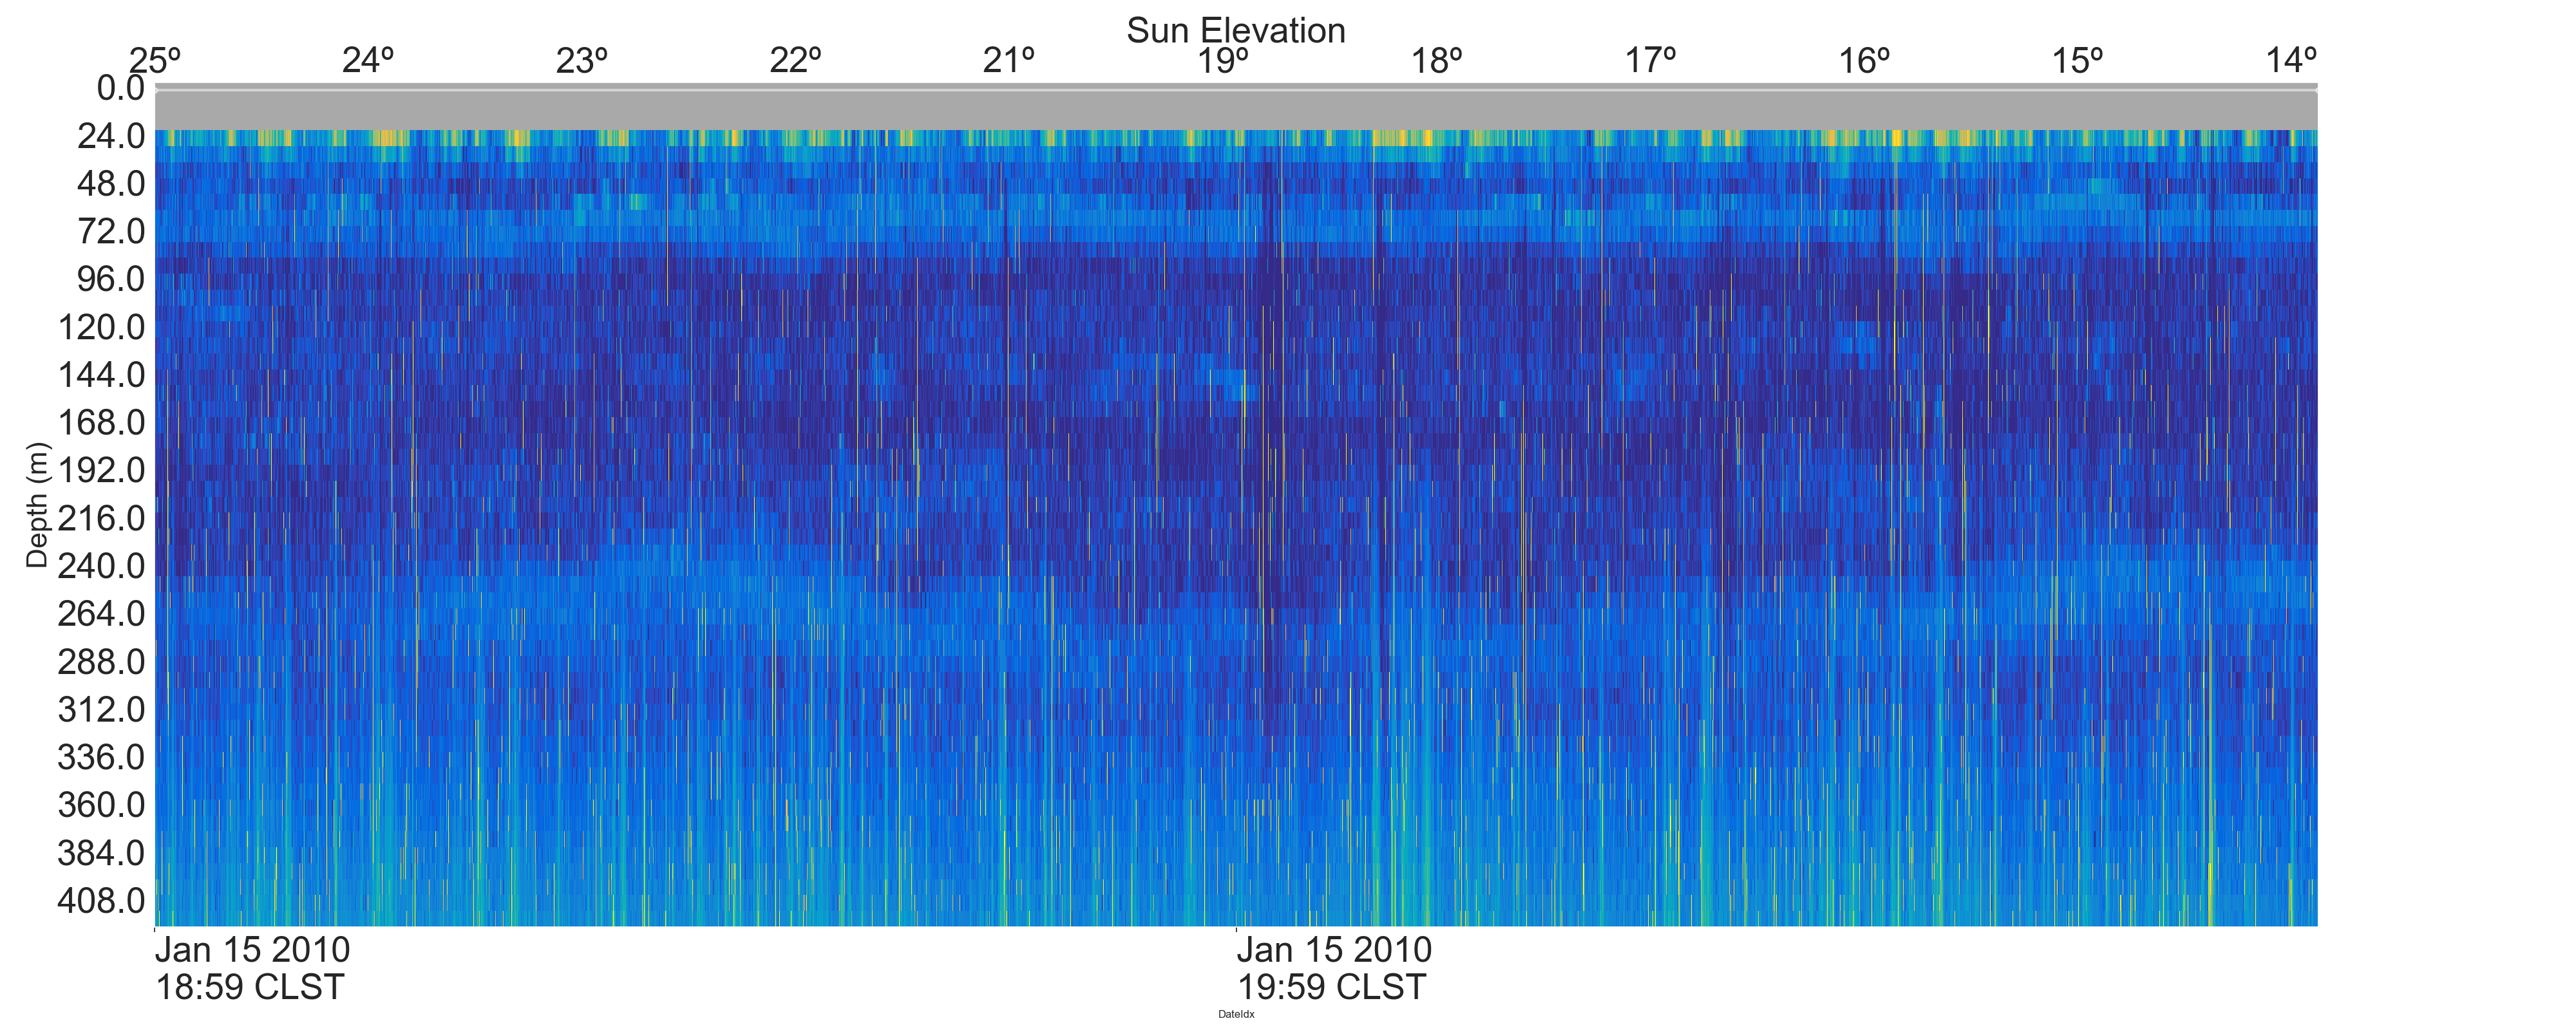 Sun Elevation
25º 24º 23º 22º 21º 19º 18º 17º 16º 15º 14º
0.0
24.0
48.0
72.0
96.0
120.0
144.0
168.0
192.0
216.0
240.0
264.0
288.0
312.0
336.0
360.0
384.0
408.0
Depth (m)
Jan 15 2010
18:59 CLST
Jan 15 2010
19:59 CLST
DateIdx